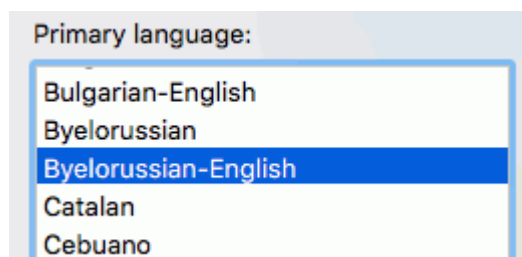 Primary language:
Bulgarian-English
Byelorussian
Byelorussian-English
Catalan
Cebuano